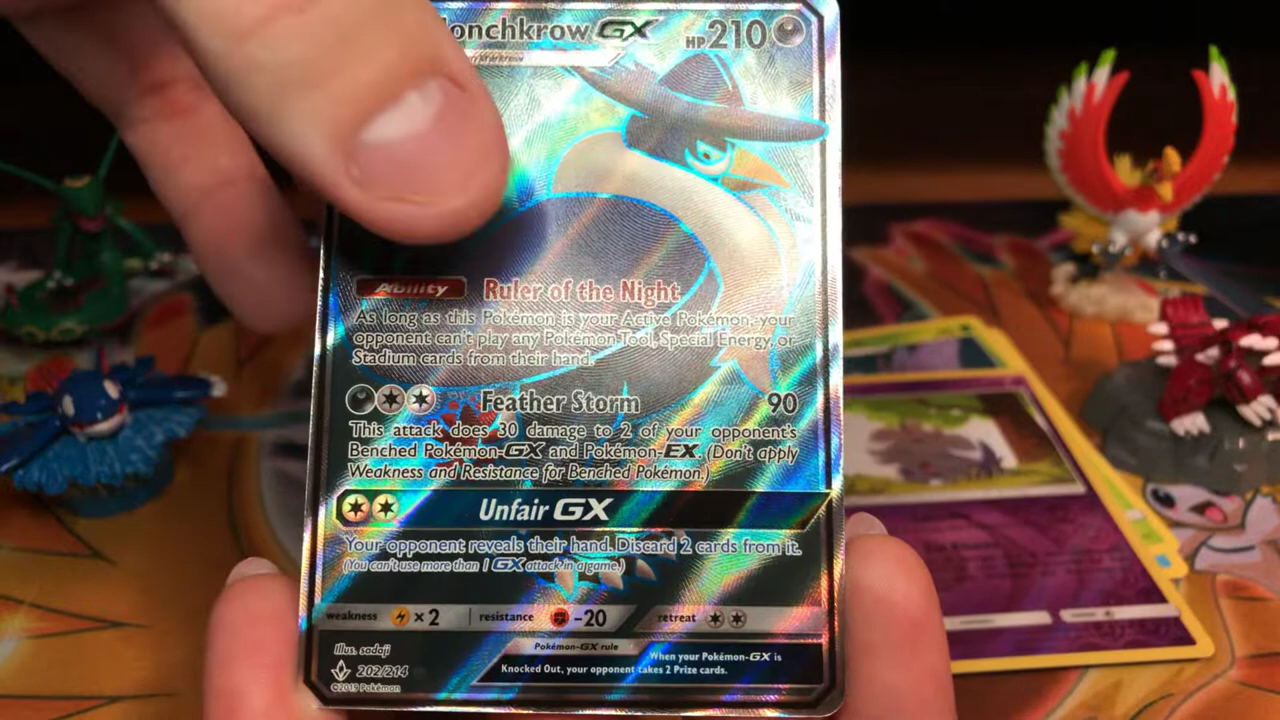 onchkrow GX HP 210
Ability Ruler of the Night
As long as this Pokémon is your Active Pokémon, your
opponent can't play any Pokémon Tool, Special Energy, or
Stadium cards from their hand.
Feather Storm 90
This attack does 30 damage to 2 of your opponent's
Benched Pokémon-GX and Pokémon-EX. (Don't apply
Weakness and Resistance for Benched Pokémon.)
Unfair GX
Your opponent reveals their hand. Discard 2 cards from it.
(You can't use more than 1 GX attack in a game.)
weakness ×2 resistance -20 retreat
Illus. sadaji
Pokémon-GX rule
When your Pokémon-GX is
Knocked Out, your opponent takes 2 Prize cards.
202/214
©2019 Pokémon